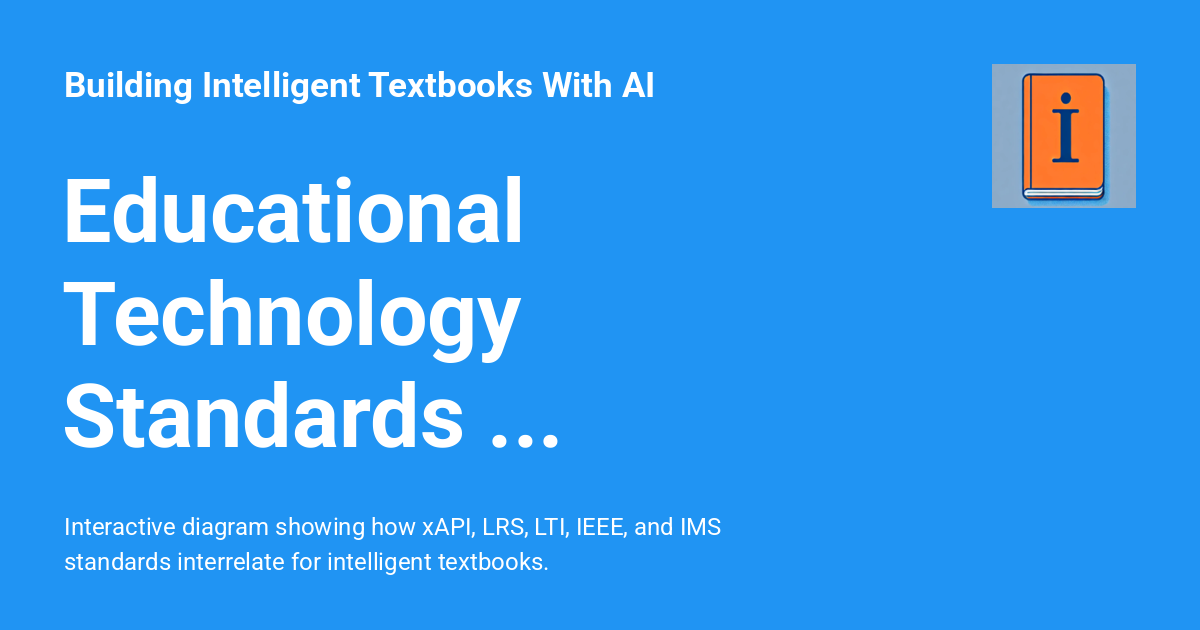 Building Intelligent Textbooks With AI
i
Educational
Technology
Standards ...
Interactive diagram showing how xAPI, LRS, LTI, IEEE, and IMS
standards interrelate for intelligent textbooks.